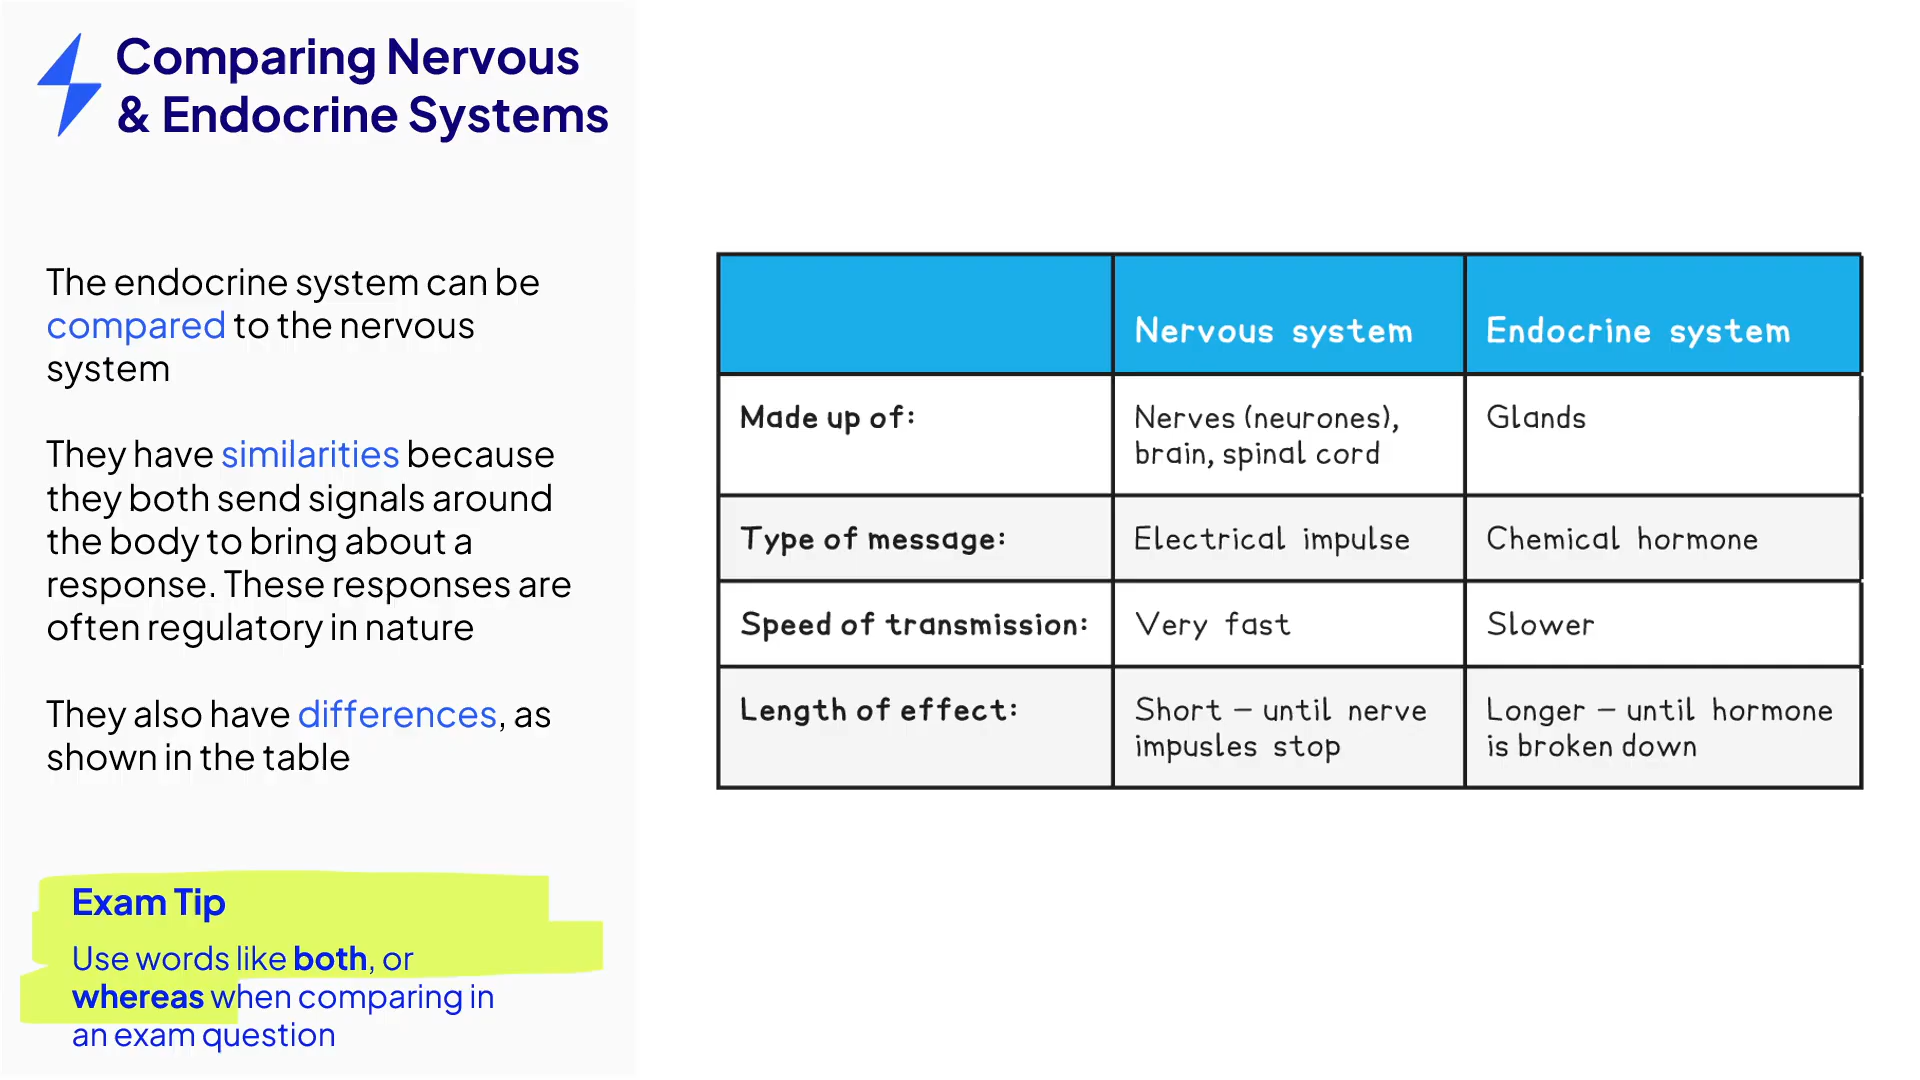 Comparing Nervous
& Endocrine Systems
The endocrine system can be
compared to the nervous
system
They have similarities because
they both send signals around
the body to bring about a
response. These responses are
often regulatory in nature
They also have differences, as
shown in the table
Exam Tip
Use words like both, or
whereas when comparing in
an exam question
Nervous system
Endocrine system
Made up of:
Nerves (neurones),
brain, spinal cord
Glands
Type of message:
Electrical impulse
Chemical hormone
Speed of transmission:
Very fast
Slower
Length of effect:
Short – until nerve
impusles stop
Longer – until hormone
is broken down